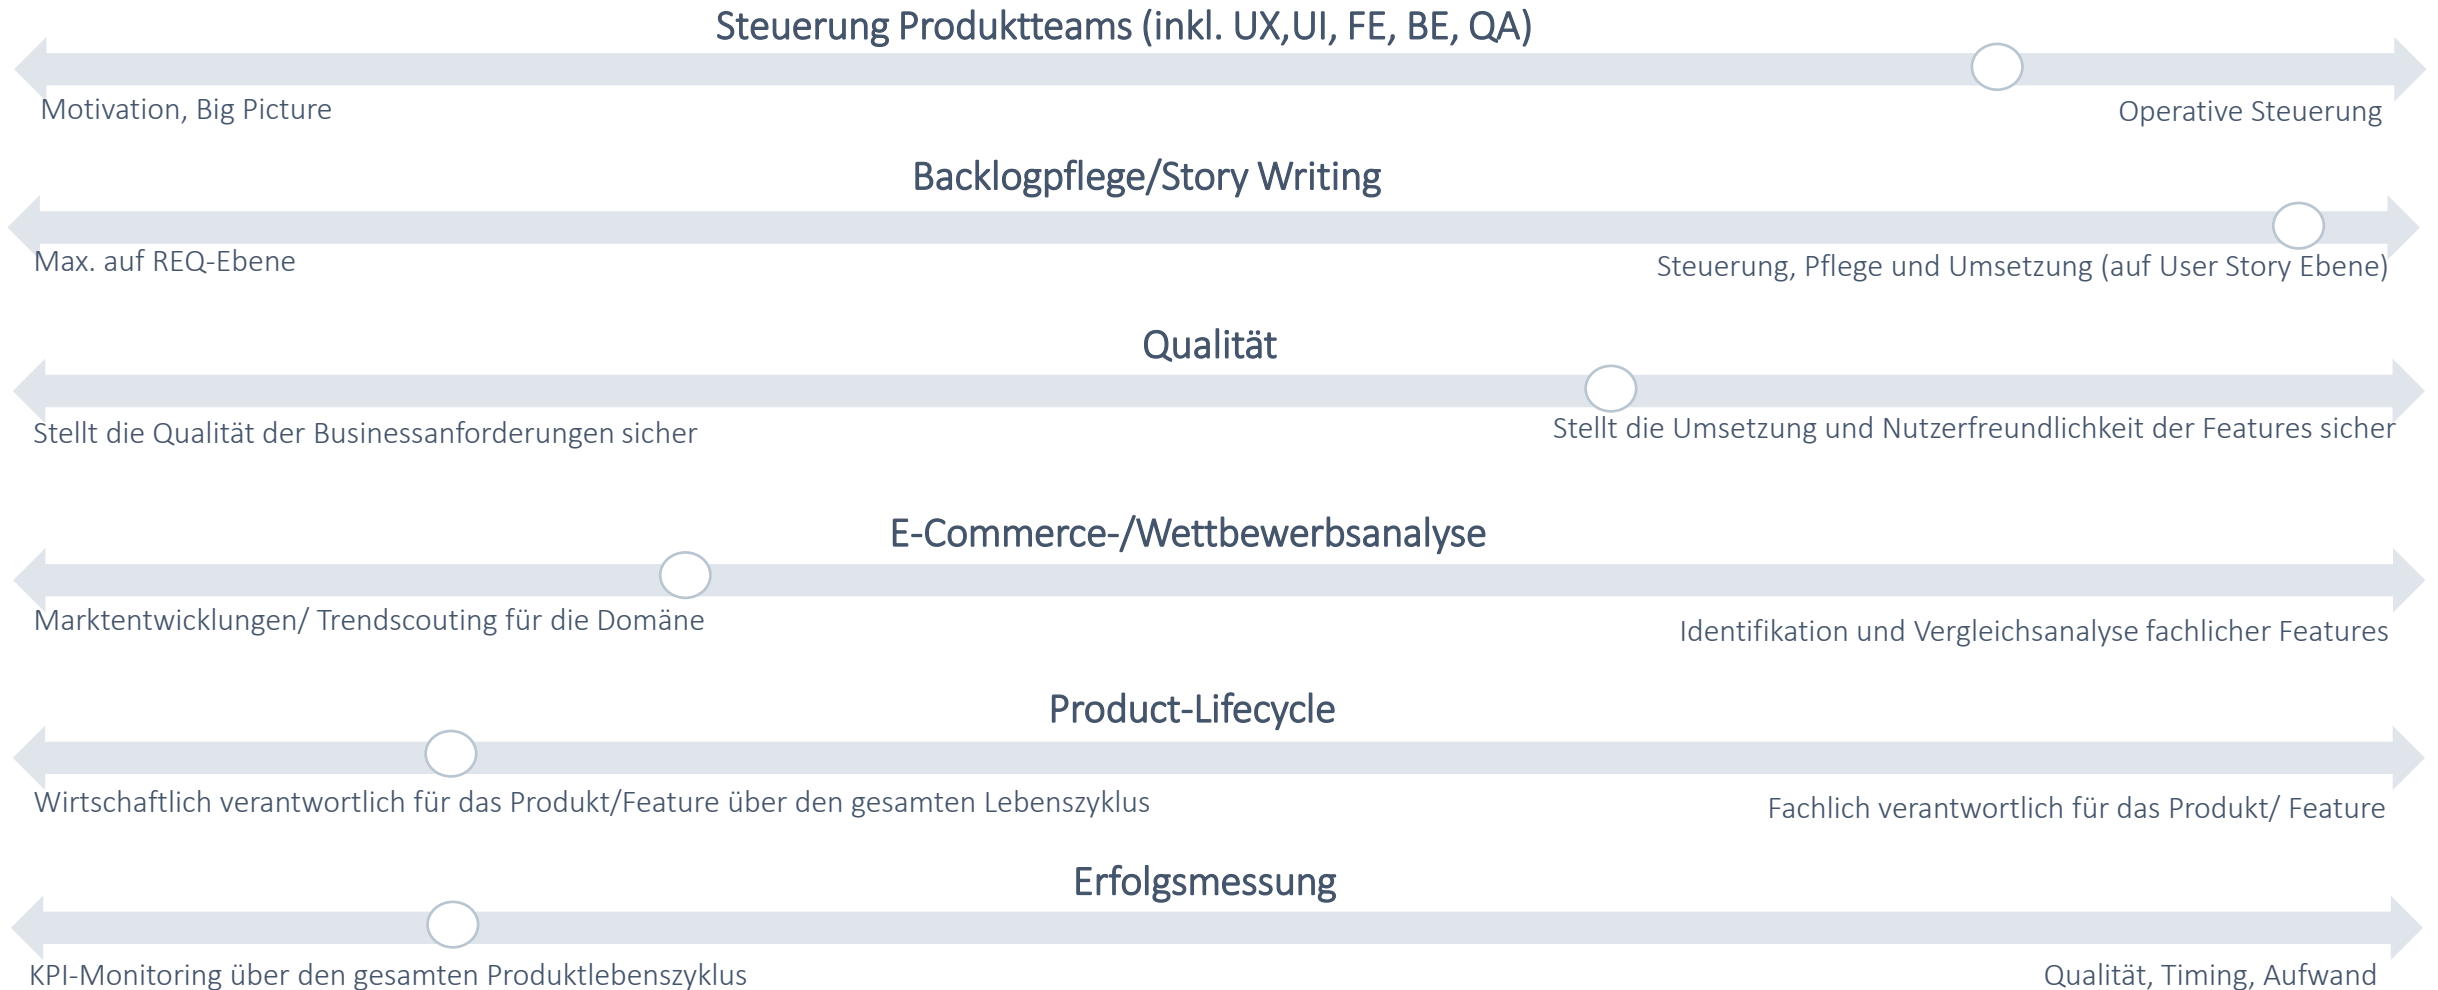 Steuerung Produktteams (inkl. UX,UI, FE, BE, QA)
Motivation, Big Picture
Operative Steuerung
Backlogpflege/Story Writing
Max. auf REQ-Ebene
Steuerung, Pflege und Umsetzung (auf User Story Ebene)
Qualität
Stellt die Qualität der Businessanforderungen sicher
Stellt die Umsetzung und Nutzerfreundlichkeit der Features sicher
E-Commerce-/Wettbewerbsanalyse
Marktentwicklungen/ Trendscouting für die Domäne
Identifikation und Vergleichsanalyse fachlicher Features
Product-Lifecycle
Wirtschaftlich verantwortlich für das Produkt/Feature über den gesamten Lebenszyklus
Fachlich verantwortlich für das Produkt/ Feature
Erfolgsmessung
KPI-Monitoring über den gesamten Produktlebenszyklus
Qualität, Timing, Aufwand